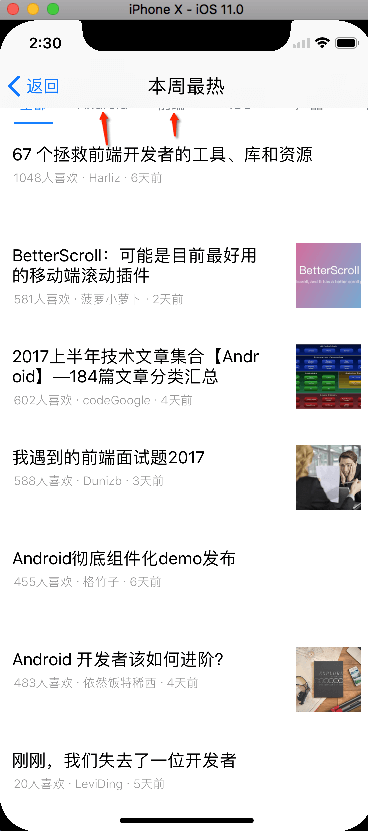 iPhone X - iOS 11.0
2:30
返回
本周最热
67 个拯救前端开发者的工具、库和资源
1048人喜欢 · Harliz · 6天前
BetterScroll：可能是目前最好用
的移动端滚动插件
581人喜欢 · 菠萝小萝卜 · 2天前
BetterScroll
2017上半年技术文章集合【Andr
oid】—184篇文章分类汇总
602人喜欢 · codeGoogle · 4天前
我遇到的前端面试题2017
588人喜欢 · Dunizb · 3天前
Android彻底组件化demo发布
455人喜欢 · 格竹子 · 6天前
Android 开发者该如何进阶?
483人喜欢 · 依然饭特稀西 · 4天前
刚刚，我们失去了一位开发者
20人喜欢 · LeviDing · 5天前